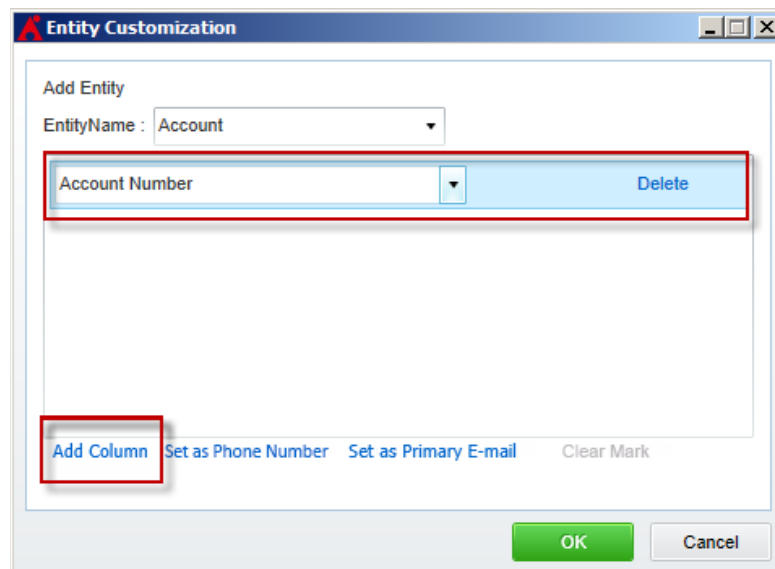 Entity Customization
Add Entity
EntityName : Account
Account Number Delete
Add Column Set as Phone Number Set as Primary E-mail Clear Mark
OK Cancel